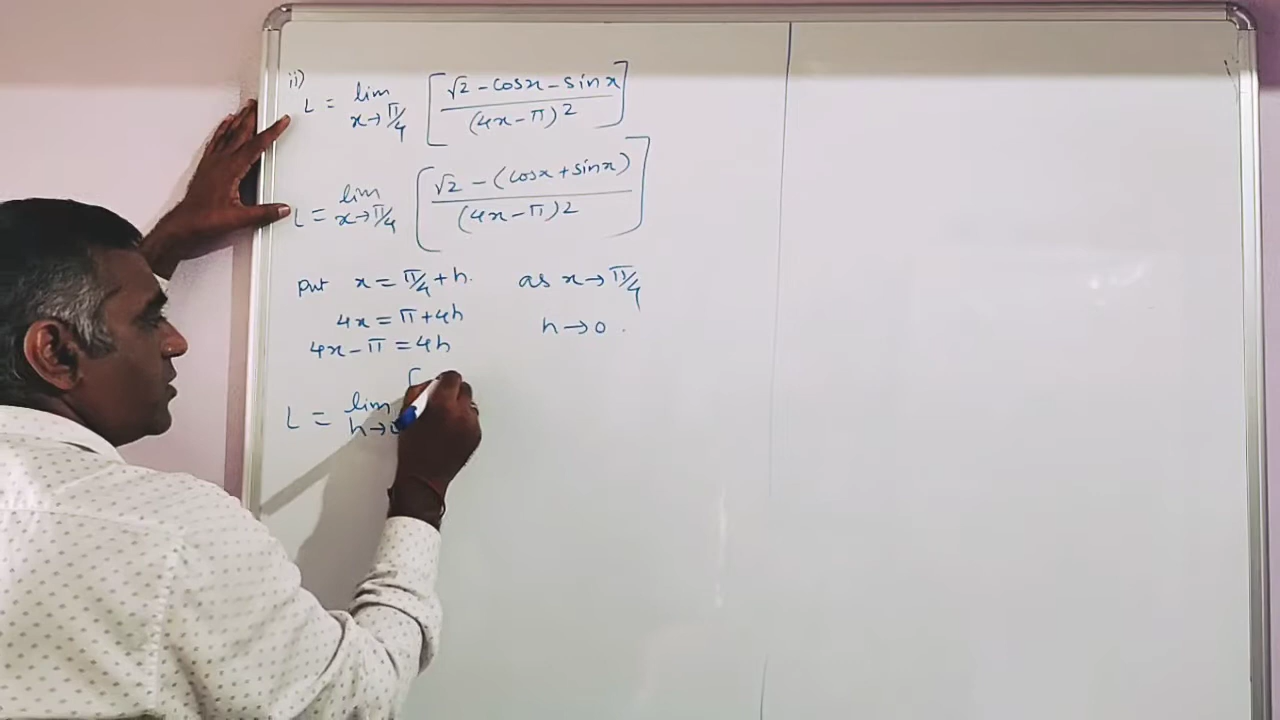 ii)
L = lim x→π/4 [ √2 - cosx - sinx / (4x - π)2 ]
L = lim x→π/4 [ √2 - (cosx + sinx) / (4x - π)2 ]
put x = π/4 + h. as x → π/4
4x = π + 4h h → 0 .
4x - π = 4h
L = lim h→0 [